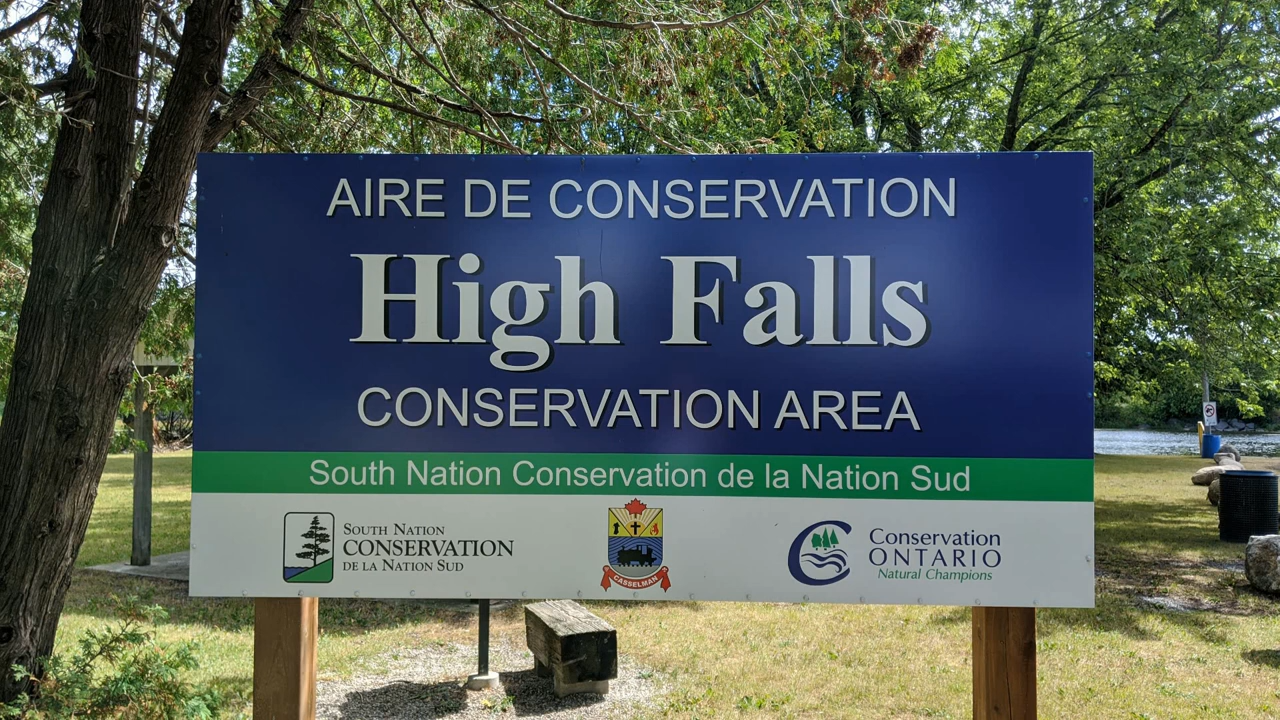 AIRE DE CONSERVATION
High Falls
CONSERVATION AREA
South Nation Conservation de la Nation Sud
SOUTH NATION
CONSERVATION
DE LA NATION SUD
CASSELMAN
Conservation
ONTARIO
Natural Champions